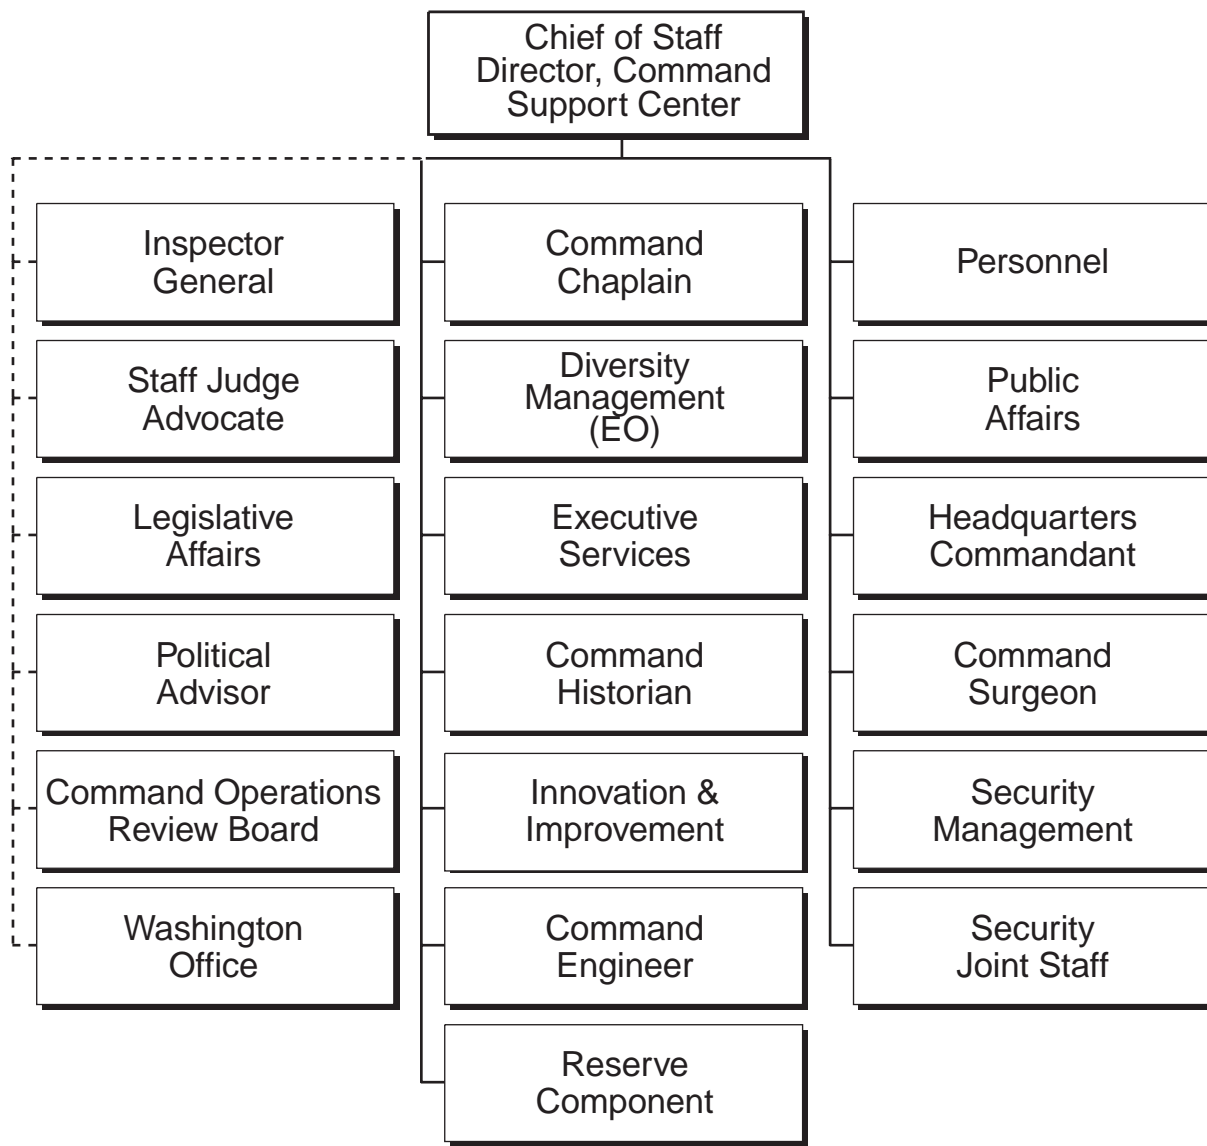 Chief of Staff
Director, Command
Support Center
Inspector
General
Command
Chaplain
Personnel
Staff Judge
Advocate
Diversity
Management
(EO)
Public
Affairs
Legislative
Affairs
Executive
Services
Headquarters
Commandant
Political
Advisor
Command
Historian
Command
Surgeon
Command Operations
Review Board
Innovation &
Improvement
Security
Management
Washington
Office
Command
Engineer
Security
Joint Staff
Reserve
Component